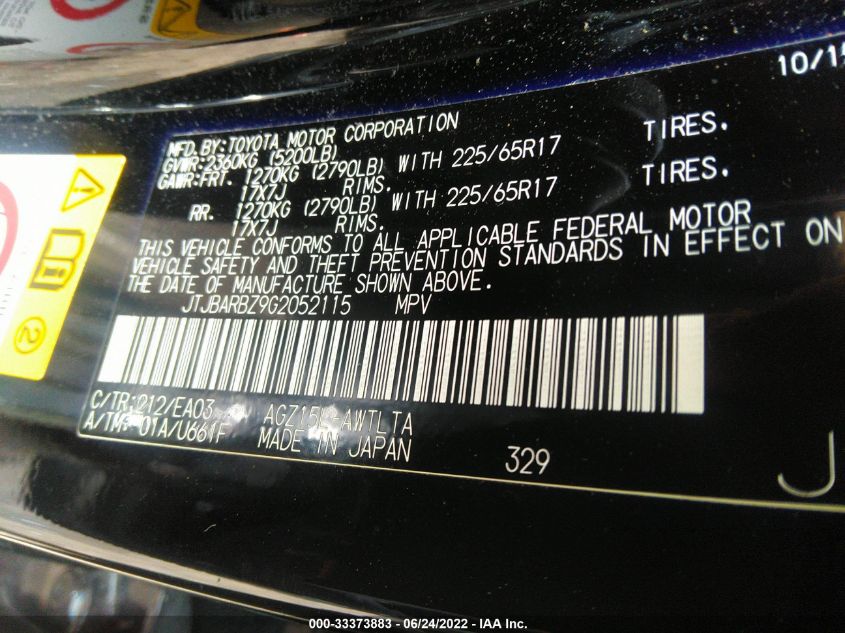 10/15
MFD. BY: TOYOTA MOTOR CORPORATION
GVWR: 2360KG (5200LB)
GAWR: FRT. 1270KG (2790LB) WITH 225/65R17 TIRES.
17X7J RIMS.
RR. 1270KG (2790LB) WITH 225/65R17 TIRES.
17X7J RIMS.
THIS VEHICLE CONFORMS TO ALL APPLICABLE FEDERAL MOTOR
VEHICLE SAFETY AND THEFT PREVENTION STANDARDS IN EFFECT ON
THE DATE OF MANUFACTURE SHOWN ABOVE.
JTJBARBZ9G2052115 MPV
C/TR: 212/EA03 AGZ15L-AWTLTA
A/TM: 01A/U661F MADE IN JAPAN
329
J
2
000-33373883 - 06/24/2022 - IAA Inc.